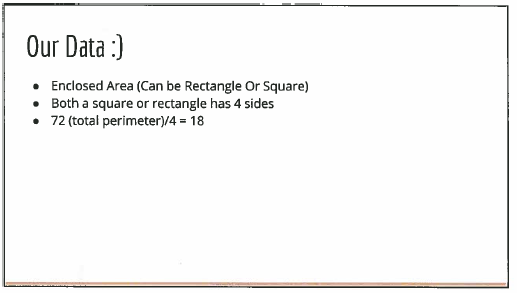 Our Data :)
● Enclosed Area (Can be Rectangle Or Square)
● Both a square or rectangle has 4 sides
● 72 (total perimeter)/4 = 18